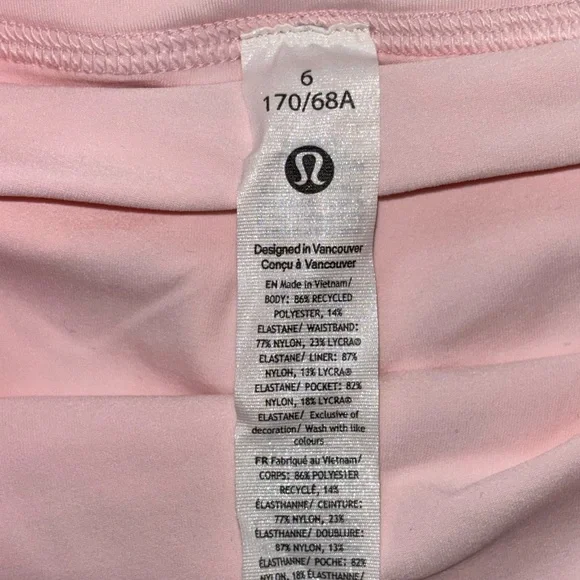 6
170/68A
Designed in Vancouver
Conçu à Vancouver
EN Made in Vietnam/
BODY: 86% RECYCLED
POLYESTER, 14%
ELASTANE/ WAISTBAND:
77% NYLON, 23% LYCRA®
ELASTANE/ LINER: 87%
NYLON, 13% LYCRA®
ELASTANE/ POCKET: 82%
NYLON, 18% LYCRA®
ELASTANE/ Exclusive of
decoration/ Wash with like
colours
FR Fabriqué au Vietnam/
CORPS: 86% POLYESTER
RECYCLÉ, 14%
ÉLASTHANNE/ CEINTURE:
77% NYLON, 23%
ÉLASTHANNE/ DOUBLURE:
87% NYLON, 13%
ÉLASTHANNE/ POCHE: 82%
NYLON, 18% ÉLASTHANNE/